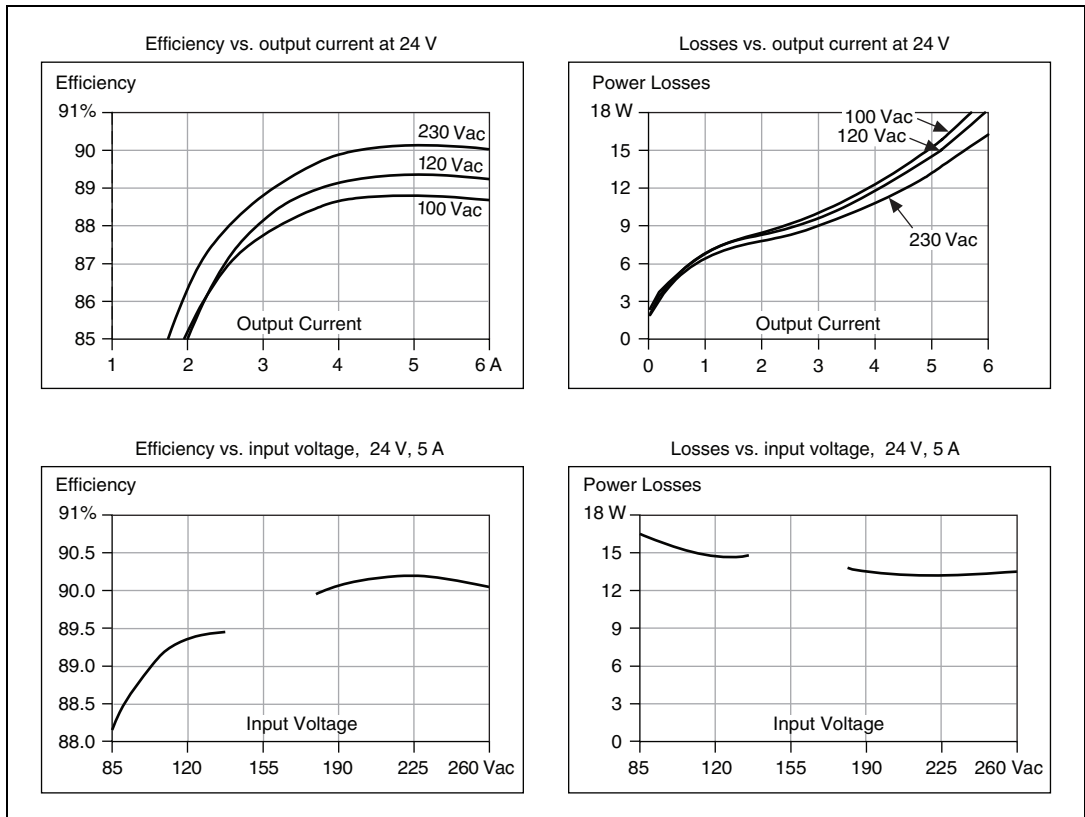 Efficiency vs. output current at 24 V
Efficiency
91%
90
89
88
87
86
85
230 Vac
120 Vac
100 Vac
Output Current
1 2 3 4 5 6 A
Losses vs. output current at 24 V
Power Losses
18 W
15
12
9
6
3
0
100 Vac
120 Vac
230 Vac
Output Current
0 1 2 3 4 5 6
Efficiency vs. input voltage, 24 V, 5 A
Efficiency
91%
90.5
90.0
89.5
89.0
88.5
88.0
Input Voltage
85 120 155 190 225 260 Vac
Losses vs. input voltage, 24 V, 5 A
Power Losses
18 W
15
12
9
6
3
0
Input Voltage
85 120 155 190 225 260 Vac